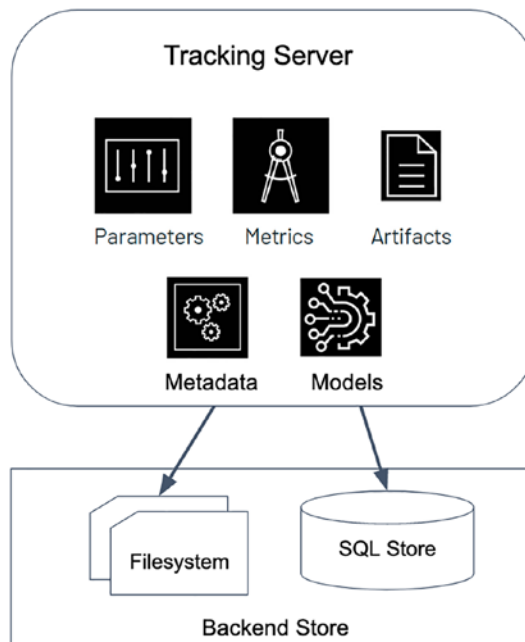 Tracking Server
Parameters Metrics Artifacts
Metadata Models
Filesystem SQL Store
Backend Store